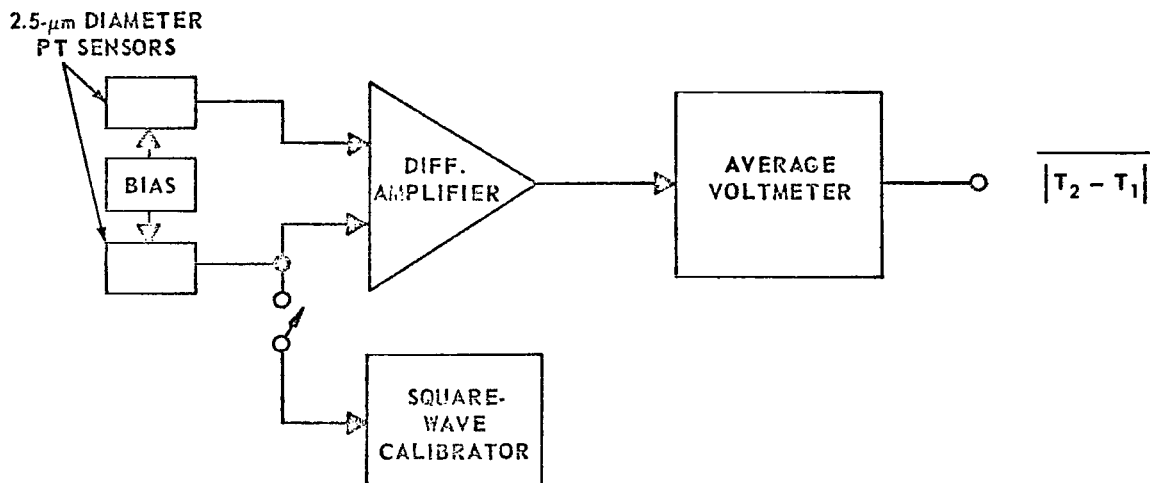 2.5-μm DIAMETER
PT SENSORS
BIAS
DIFF.
AMPLIFIER
AVERAGE
VOLTMETER
|T₂ – T₁|
SQUARE-
WAVE
CALIBRATOR